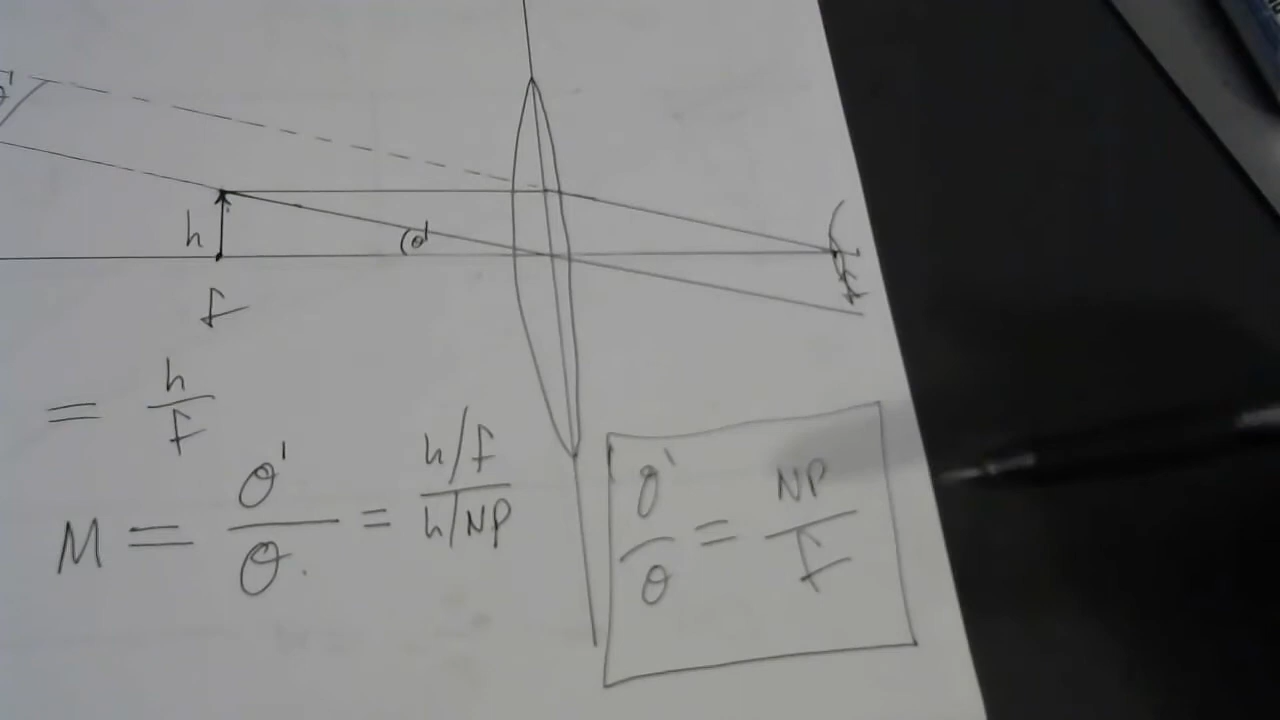 θ'
h
θ'
f
= h/f
M = θ'/θ = (h/f)/(h/NP)
θ'/θ = NP/f